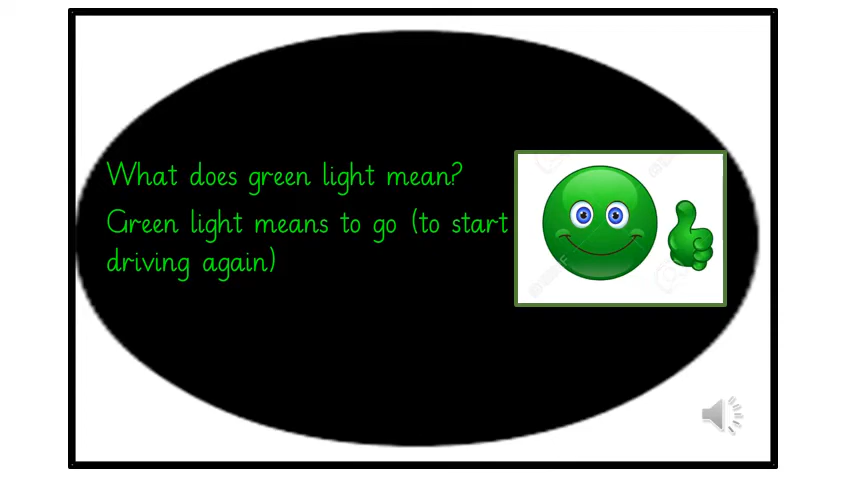 What does green light mean?
Green light means to go (to start
driving again)